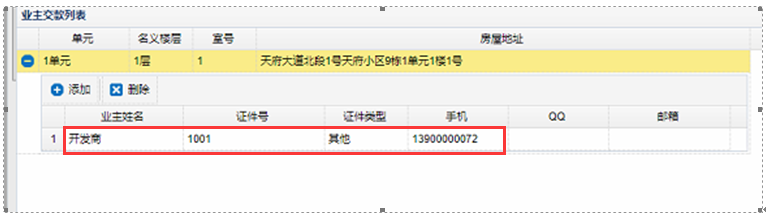 业主交款列表
单元 名义楼层 室号 房屋地址
1单元 1层 1 天府大道北段1号天府小区9栋1单元1楼1号
添加 删除
业主姓名 证件号 证件类型 手机 QQ 邮箱
1 开发商 1001 其他 13900000072